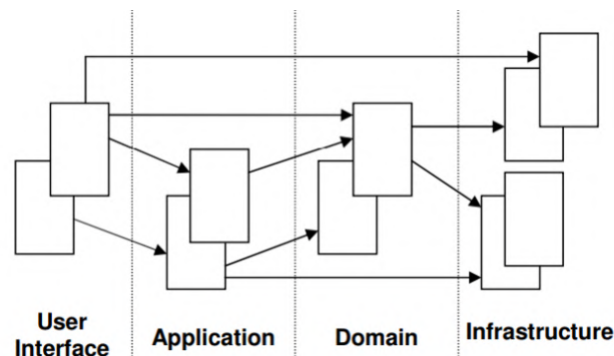 User
Interface
Application
Domain
Infrastructure